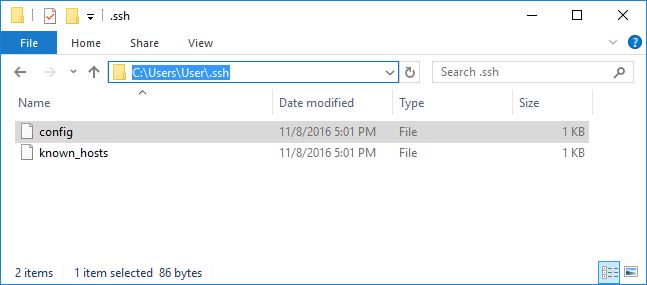 .ssh
File Home Share View
C:\Users\User\.ssh Search .ssh
Name Date modified Type Size
config 11/8/2016 5:01 PM File 1 KB
known_hosts 11/8/2016 5:01 PM File 1 KB
2 items 1 item selected 86 bytes